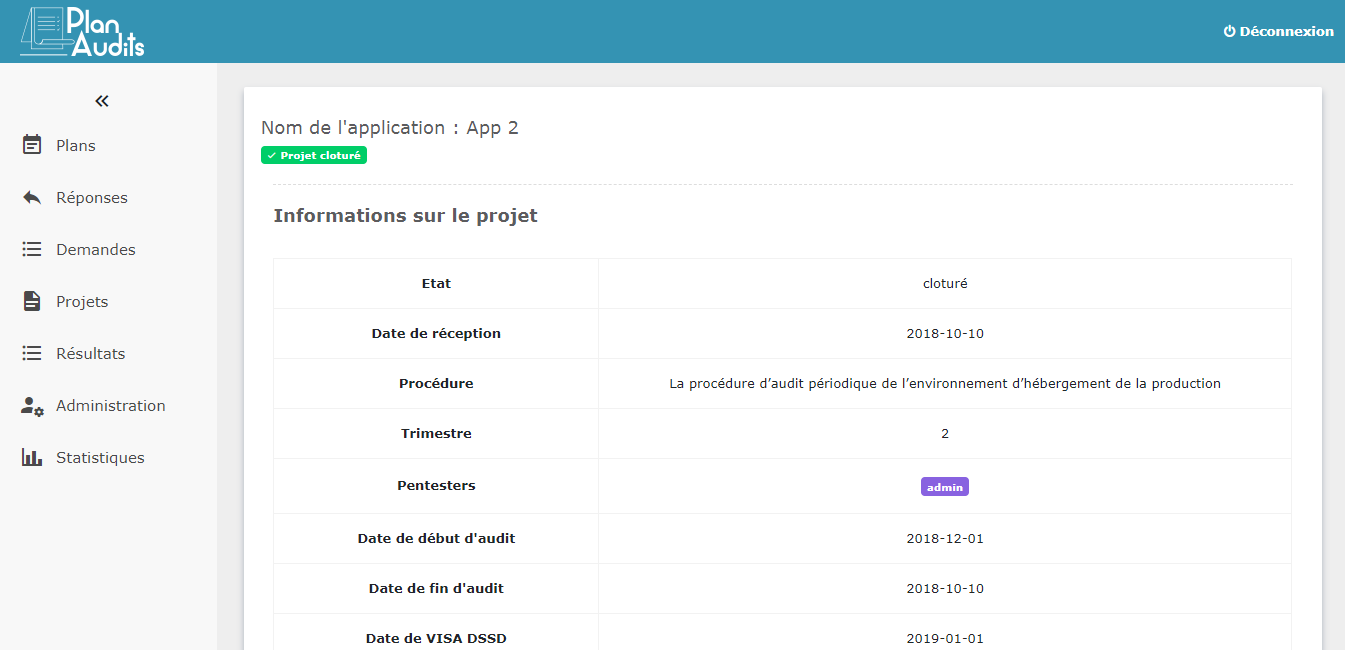 Plan
Audits
Déconnexion
Plans
Réponses
Demandes
Projets
Résultats
Administration
Statistiques
Nom de l'application : App 2
Projet cloturé
Informations sur le projet
Etat cloturé
Date de réception 2018-10-10
Procédure La procédure d’audit périodique de l’environnement d’hébergement de la production
Trimestre 2
Pentesters admin
Date de début d'audit 2018-12-01
Date de fin d'audit 2018-10-10
Date de VISA DSSD 2019-01-01